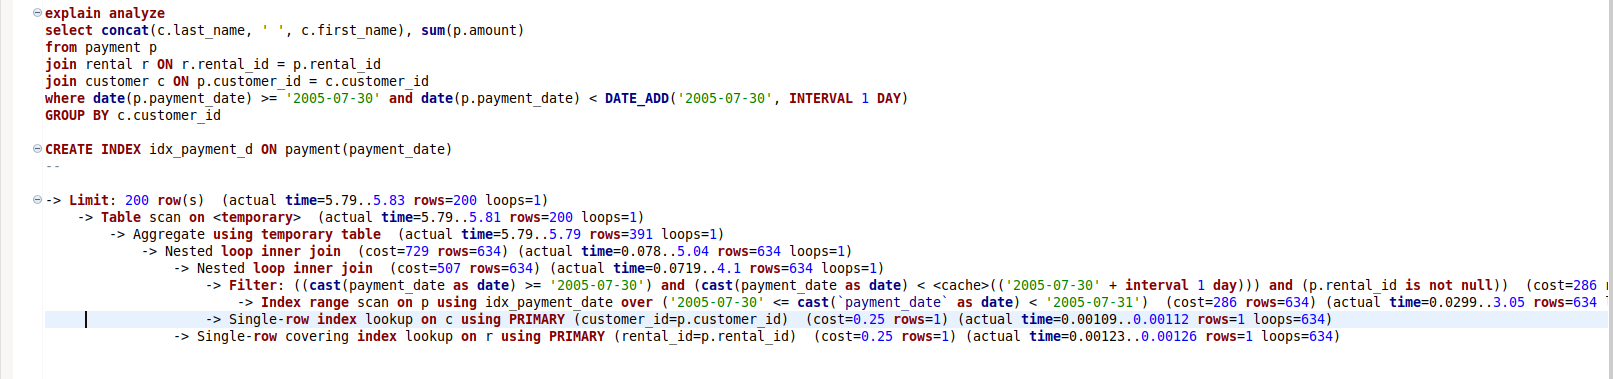 explain analyze
select concat(c.last_name, ' ', c.first_name), sum(p.amount)
from payment p
join rental r ON r.rental_id = p.rental_id
join customer c ON p.customer_id = c.customer_id
where date(p.payment_date) >= '2005-07-30' and date(p.payment_date) < DATE_ADD('2005-07-30', INTERVAL 1 DAY)
GROUP BY c.customer_id
CREATE INDEX idx_payment_d ON payment(payment_date)
--
-> Limit: 200 row(s)  (actual time=5.79..5.83 rows=200 loops=1)
    -> Table scan on <temporary>  (actual time=5.79..5.81 rows=200 loops=1)
        -> Aggregate using temporary table  (actual time=5.79..5.79 rows=391 loops=1)
            -> Nested loop inner join  (cost=729 rows=634) (actual time=0.078..5.04 rows=634 loops=1)
                -> Nested loop inner join  (cost=507 rows=634) (actual time=0.0719..4.1 rows=634 loops=1)
                    -> Filter: ((cast(payment_date as date) >= '2005-07-30') and (cast(payment_date as date) < <cache>(('2005-07-30' + interval 1 day))) and (p.rental_id is not null))  (cost=286 r
                        -> Index range scan on p using idx_payment_date over ('2005-07-30' <= cast(`payment_date` as date) < '2005-07-31')  (cost=286 rows=634) (actual time=0.0299..3.05 rows=634 l
                    -> Single-row index lookup on c using PRIMARY (customer_id=p.customer_id)  (cost=0.25 rows=1) (actual time=0.00109..0.00112 rows=1 loops=634)
                -> Single-row covering index lookup on r using PRIMARY (rental_id=p.rental_id)  (cost=0.25 rows=1) (actual time=0.00123..0.00126 rows=1 loops=634)